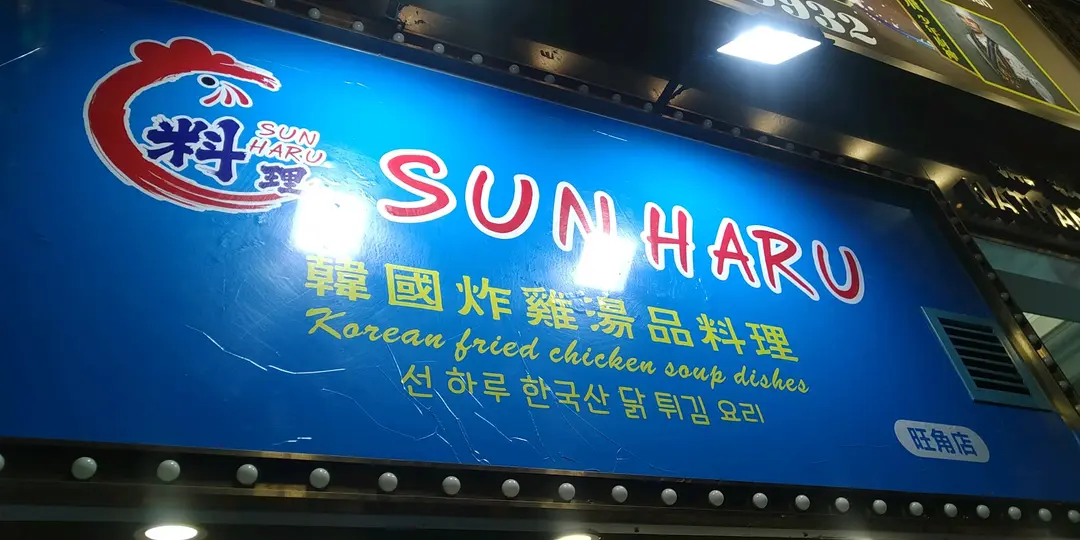 料理
SUN
HARU
SUN HARU
韓國炸雞湯品料理
Korean fried chicken soup dishes
선 하루 한국산 닭 튀김 요리
旺角店